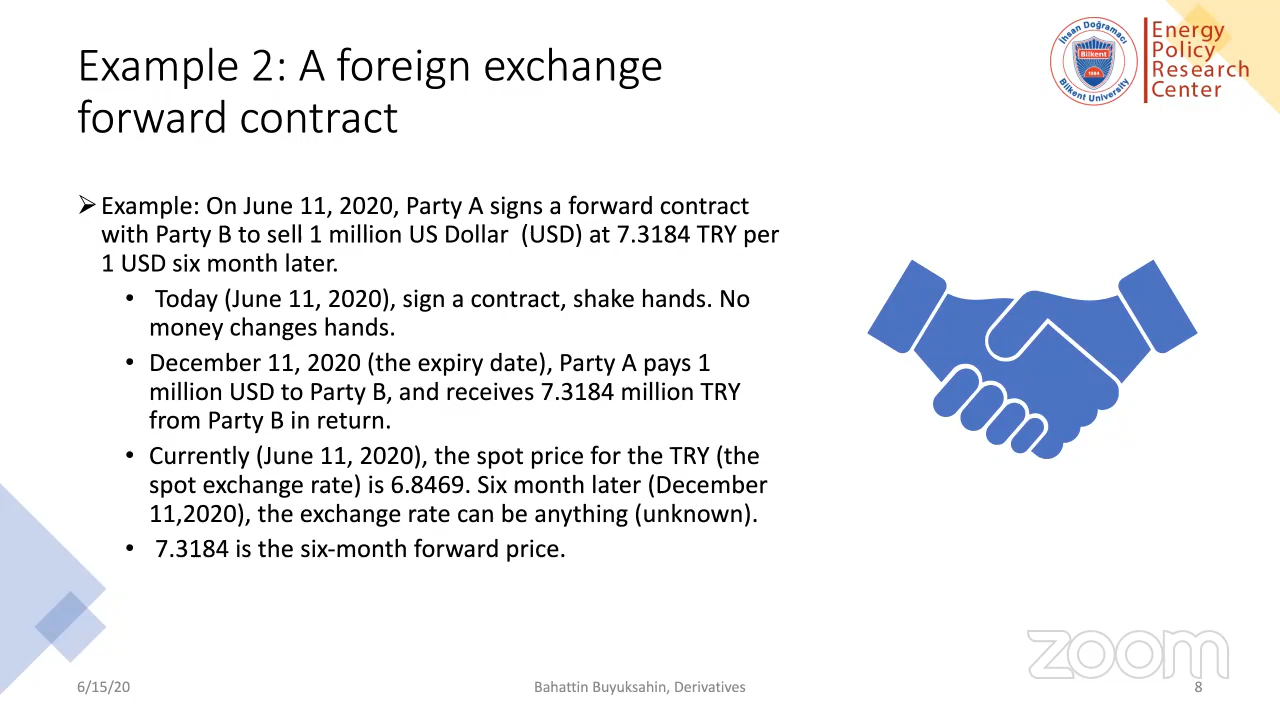 Example 2: A foreign exchange
forward contract
İhsan Doğramacı
Bilkent
1984
Bilkent University
Energy
Policy
Research
Center
Example: On June 11, 2020, Party A signs a forward contract
with Party B to sell 1 million US Dollar (USD) at 7.3184 TRY per
1 USD six month later.
• Today (June 11, 2020), sign a contract, shake hands. No
money changes hands.
• December 11, 2020 (the expiry date), Party A pays 1
million USD to Party B, and receives 7.3184 million TRY
from Party B in return.
• Currently (June 11, 2020), the spot price for the TRY (the
spot exchange rate) is 6.8469. Six month later (December
11,2020), the exchange rate can be anything (unknown).
• 7.3184 is the six-month forward price.
zoom
6/15/20
Bahattin Buyuksahin, Derivatives
8